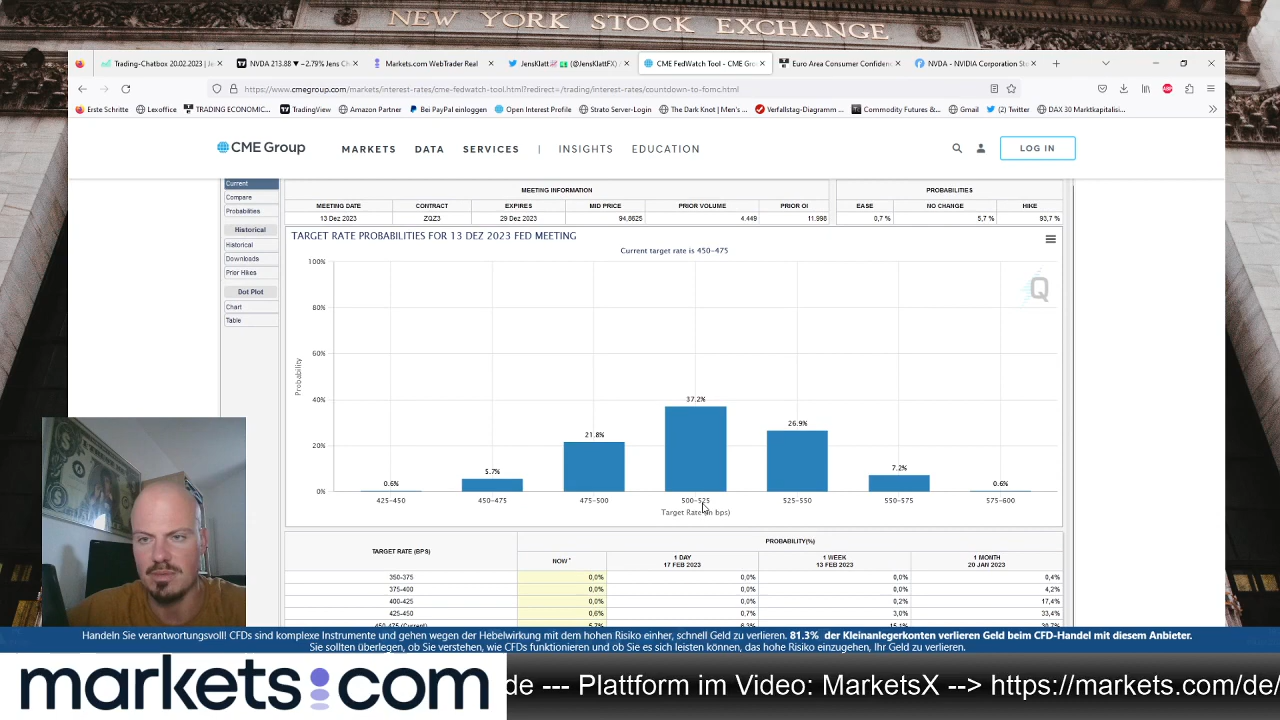 NEW YORK STOCK EXCHANGE
Trading-Chatbox 20.02.2023 | Je
NVDA 213.88 ▼ −2.79% Jens Ch
Markets.com WebTrader Real
CME FedWatch Tool - CME Gro
Euro Area Consumer Confidenc
NVDA - NVIDIA Corporation St
https://www.cmegroup.com/markets/interest-rates/cme-fedwatch-tool.html?redirect=/trading/interest-rates/countdown-to-fomc.html
Erste Schritte Lexoffice TRADING ECONOMIC... TradingView Amazon Partner Bei PayPal einloggen Open Interest Profile Strato Server-Login The Dark Knot | Men's ... Verfallstag-Diagramm ... Commodity Futures &... Gmail (2) Twitter DAX 30 Marktkapitalisi...
CME Group
MARKETS DATA SERVICES | INSIGHTS EDUCATION
LOG IN
Current
Compare
Probabilities
Historical
Historical
Downloads
Prior Hikes
Dot Plot
Chart
Table
MEETING INFORMATION
PROBABILITIES
MEETING DATE CONTRACT EXPIRES MID PRICE PRIOR VOLUME PRIOR OI EASE NO CHANGE HIKE
13 Dez 2023 ZQZ3 29 Dez 2023 94,8625 4.449 11.998 0,7 % 5,7 % 93,7 %
TARGET RATE PROBABILITIES FOR 13 DEZ 2023 FED MEETING
Current target rate is 450–475
Q
Probability
100%
80%
60%
40%
20%
0%
0.6%
5.7%
21.8%
37.2%
26.9%
7.2%
0.6%
425–450 450–475 475–500 500–525 525–550 550–575 575–600
TARGET RATE (BPS)
PROBABILITY(%)
NOW *
1 DAY
17 FEB 2023
1 WEEK
13 FEB 2023
1 MONTH
20 JAN 2023
350-375 0,0% 0,0% 0,0% 0,4%
375-400 0,0% 0,0% 0,0% 4,2%
400-425 0,0% 0,0% 0,2% 17,4%
425-450 0,6% 0,7% 3,0% 33,4%
Handeln Sie verantwortungsvoll! CFDs sind komplexe Instrumente und gehen wegen der Hebelwirkung mit dem hohen Risiko einher, schnell Geld zu verlieren. 81.3% der Kleinanlegerkonten verlieren Geld beim CFD-Handel mit diesem Anbieter.
Sie sollten überlegen, ob Sie verstehen, wie CFDs funktionieren und ob Sie es sich leisten können, das hohe Risiko einzugehen, Ihr Geld zu verlieren.
markets.com
de --- Plattform im Video: MarketsX --> https://markets.com/de/